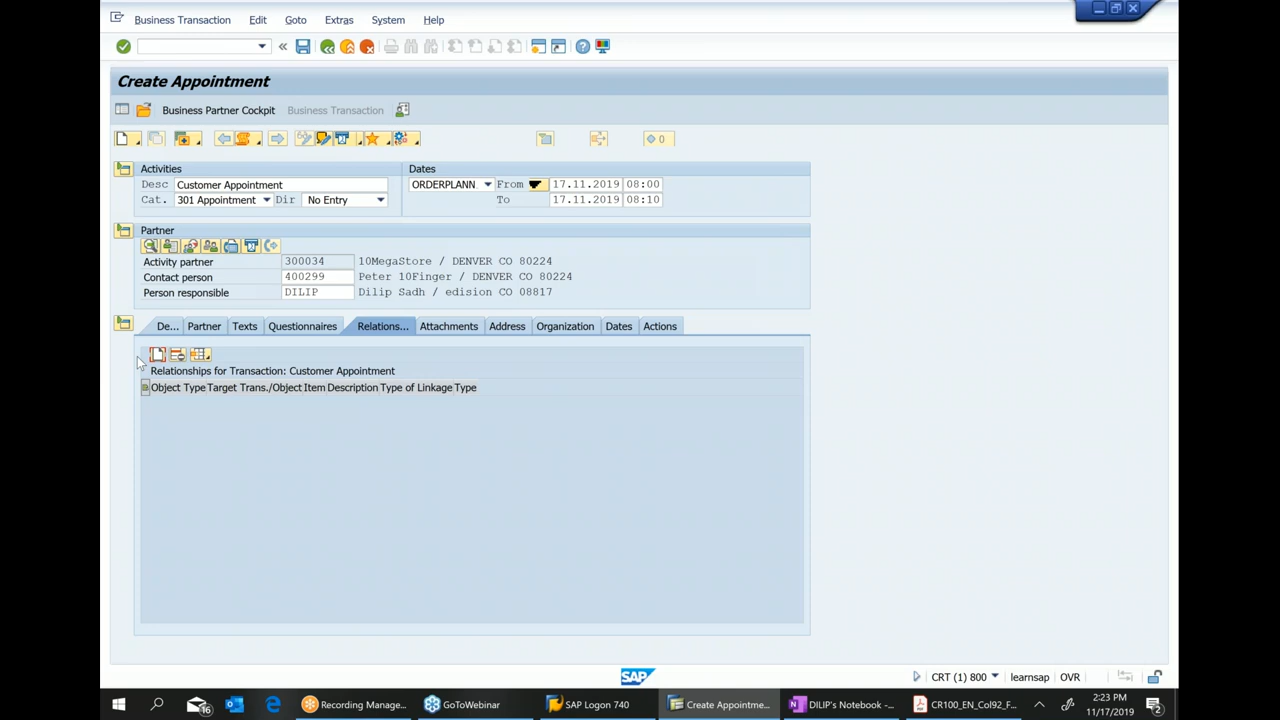 Business Transaction Edit Goto Extras System Help
Create Appointment
Business Partner Cockpit Business Transaction
0
Activities Dates
Desc Customer Appointment ORDERPLANN From 17.11.2019 08:00
Cat. 301 Appointment Dir No Entry To 17.11.2019 08:10
Partner
Activity partner 300034 10MegaStore / DENVER CO 80224
Contact person 400299 Peter 10Finger / DENVER CO 80224
Person responsible DILIP Dilip Sadh / edision CO 08817
De... Partner Texts Questionnaires Relations... Attachments Address Organization Dates Actions
Relationships for Transaction: Customer Appointment
Object Type Target Trans./Object Item Description Type of Linkage Type
SAP CRT (1) 800 learnsap OVR
16 Recording Manage... GoToWebinar SAP Logon 740 Create Appointme... DILIP's Notebook -... CR100_EN_Col92_F... 2:23 PM
11/17/2019 2